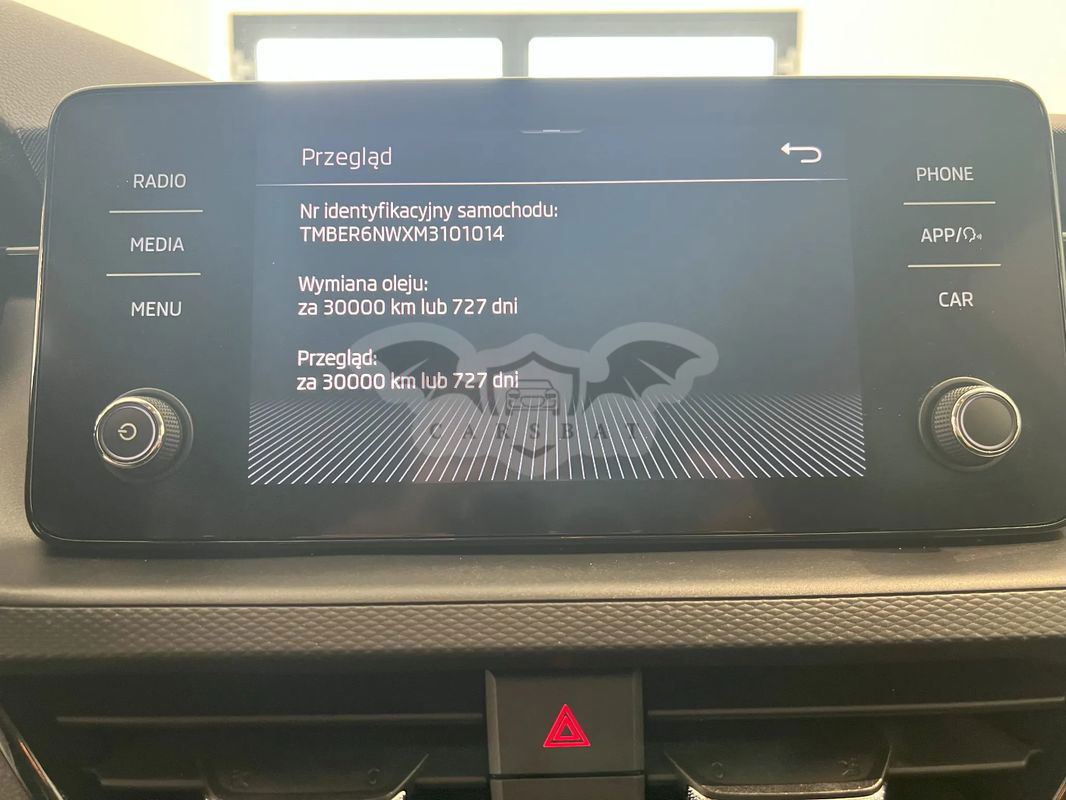 Przegląd
RADIO
MEDIA
MENU
Nr identyfikacyjny samochodu:
TMBER6NWXM3101014
Wymiana oleju:
za 30000 km lub 727 dni
Przegląd:
za 30000 km lub 727 dni
CARSBAT
PHONE
APP/
CAR